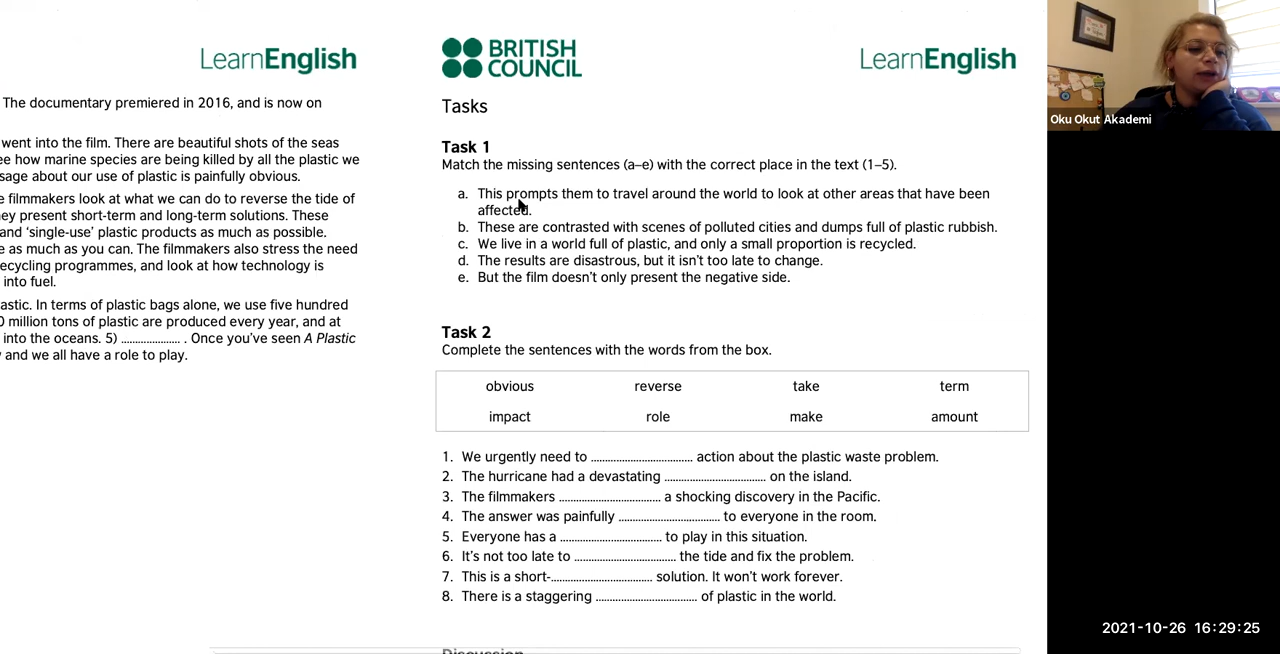 LearnEnglish
The documentary premiered in 2016, and is now on
went into the film. There are beautiful shots of the seas
ee how marine species are being killed by all the plastic we
sage about our use of plastic is painfully obvious.
e filmmakers look at what we can do to reverse the tide of
ney present short-term and long-term solutions. These
and ‘single-use’ plastic products as much as possible.
e as much as you can. The filmmakers also stress the need
ecycling programmes, and look at how technology is
into fuel.
astic. In terms of plastic bags alone, we use five hundred
0 million tons of plastic are produced every year, and at
into the oceans. 5) ..................... . Once you’ve seen A Plastic
y and we all have a role to play.
BRITISH
COUNCIL
LearnEnglish
Tasks
Task 1
Match the missing sentences (a–e) with the correct place in the text (1–5).
a. This prompts them to travel around the world to look at other areas that have been
affected.
b. These are contrasted with scenes of polluted cities and dumps full of plastic rubbish.
c. We live in a world full of plastic, and only a small proportion is recycled.
d. The results are disastrous, but it isn’t too late to change.
e. But the film doesn’t only present the negative side.
Task 2
Complete the sentences with the words from the box.
obvious reverse take term
impact role make amount
1. We urgently need to .................................. action about the plastic waste problem.
2. The hurricane had a devastating .................................. on the island.
3. The filmmakers .................................. a shocking discovery in the Pacific.
4. The answer was painfully .................................. to everyone in the room.
5. Everyone has a .................................. to play in this situation.
6. It’s not too late to .................................. the tide and fix the problem.
7. This is a short-.................................. solution. It won’t work forever.
8. There is a staggering .................................. of plastic in the world.
Discussion
Oku Okut Akademi
2021-10-26 16:29:25